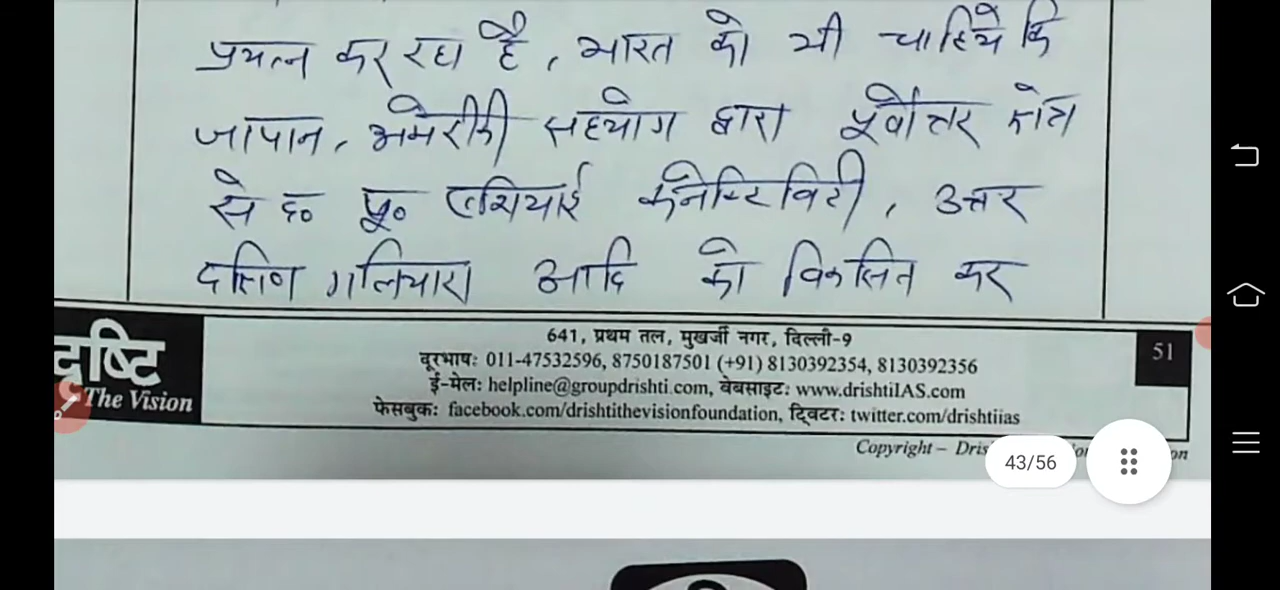 प्रयत्न कर रहा है, भारत को भी चाहिये कि
जापान, अमेरीकी सहयोग द्वारा पूर्वोत्तर क्षेत्र
से द० पू० एशियाई कनेक्टिविटी, उत्तर
दक्षिण गलियारा आदि को विकसित कर
दृष्टि
The Vision
641, प्रथम तल, मुखर्जी नगर, दिल्ली-9
दूरभाष: 011-47532596, 8750187501 (+91) 8130392354, 8130392356
ई-मेल: helpline@groupdrishti.com, वेबसाइट: www.drishtiIAS.com
फेसबुक: facebook.com/drishtithevisionfoundation, ट्विटर: twitter.com/drishtiias
51
Copyright – Dris
43/56